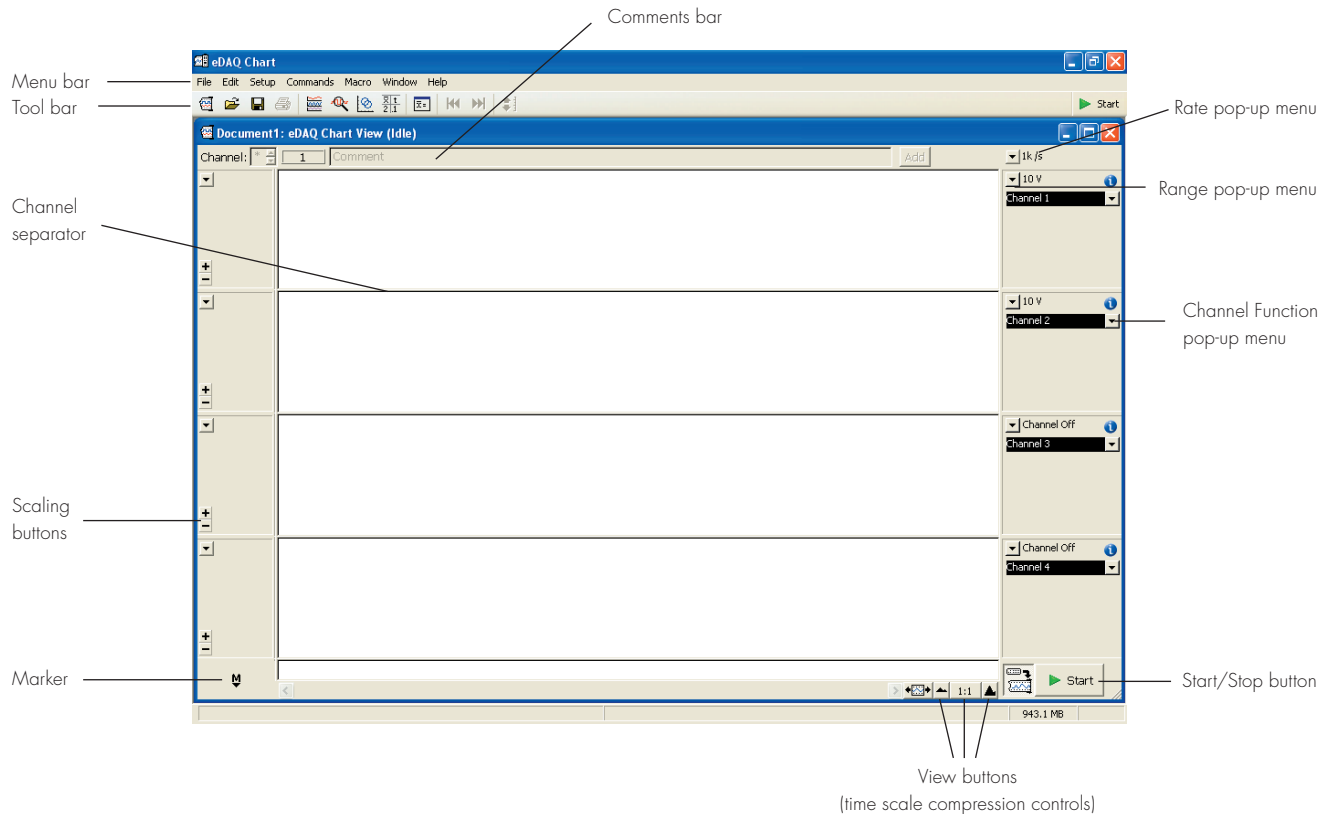 Comments bar
eDAQ Chart
Menu bar
File Edit Setup Commands Macro Window Help
Tool bar
Start
Rate pop-up menu
Document1: eDAQ Chart View (Idle)
Channel: * 1 Comment Add 1k /s
10 V
Range pop-up menu
Channel 1
Channel
separator
+
-
10 V
Channel Function
pop-up menu
Channel 2
+
-
Channel Off
Channel 3
Scaling
buttons
+
-
Channel Off
Channel 4
+
-
Marker
M
1:1
Start
Start/Stop button
943.1 MB
View buttons
(time scale compression controls)